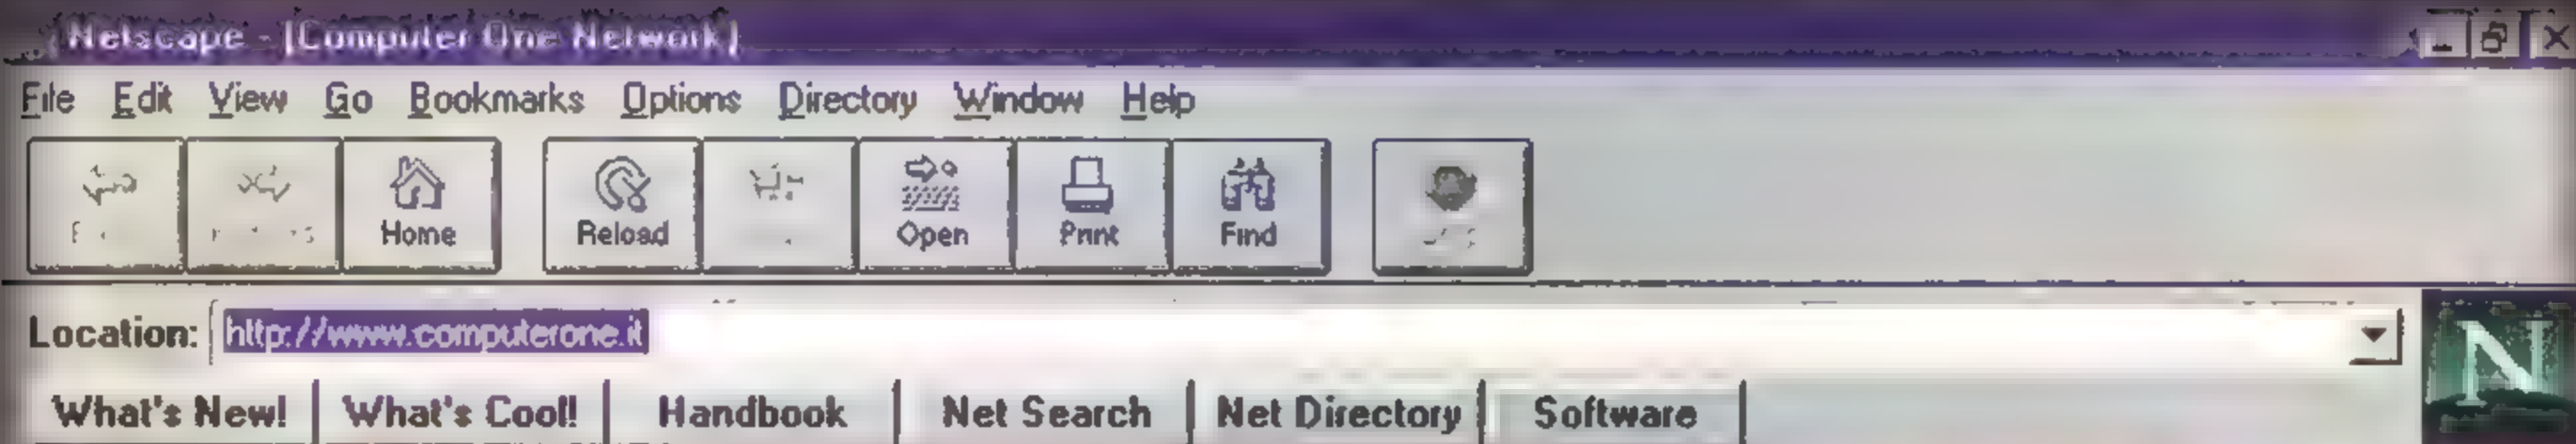 Netscape - [Computer One Network]
File Edit View Go Bookmarks Options Directory Window Help
Home Reload Open Print Find
Location: http://www.computerone.it
N
What's New! What's Cool! Handbook Net Search Net Directory Software